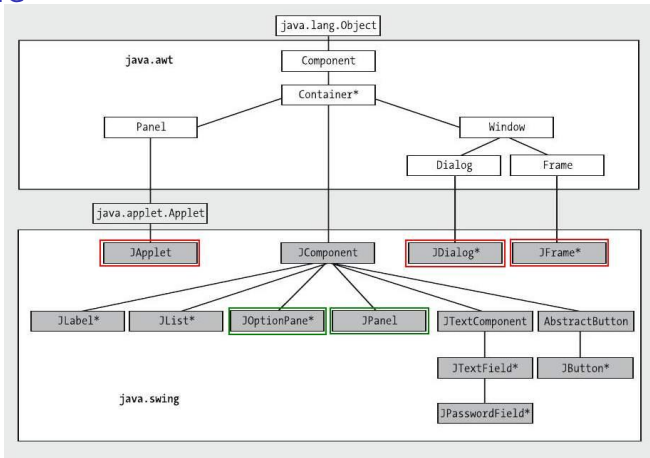 java.lang.Object
java.awt
Component
Container*
Panel
Window
Dialog
Frame
java.applet.Applet
JApplet
JComponent
JDialog*
JFrame*
JLabel*
JList*
JOptionPane*
JPanel
JTextComponent
AbstractButton
JTextField*
JButton*
java.swing
JPasswordField*